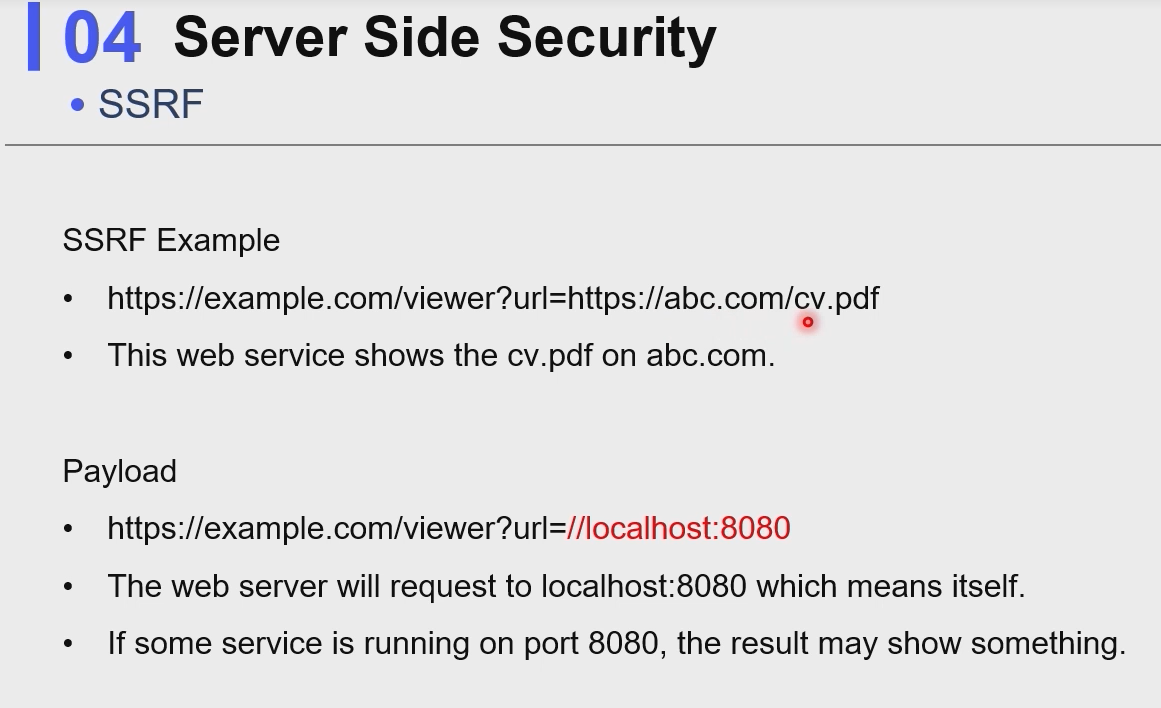 04 Server Side Security
• SSRF
SSRF Example
• https://example.com/viewer?url=https://abc.com/cv.pdf
• This web service shows the cv.pdf on abc.com.
Payload
• https://example.com/viewer?url=//localhost:8080
• The web server will request to localhost:8080 which means itself.
• If some service is running on port 8080, the result may show something.